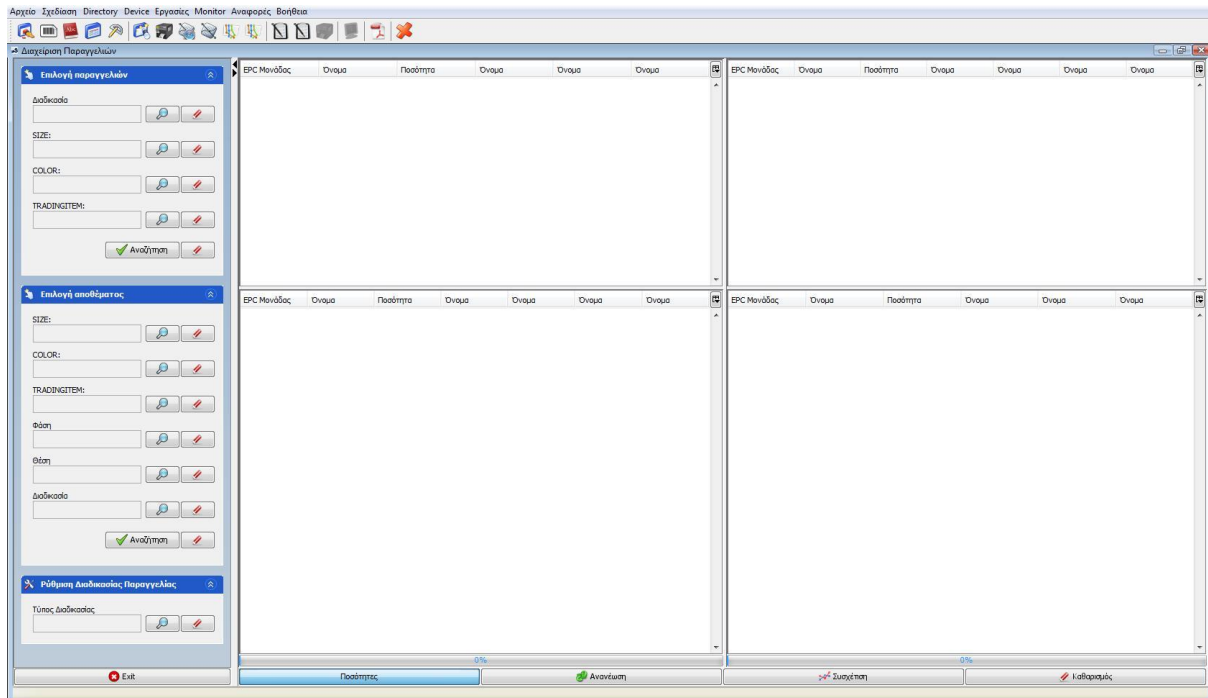 Αρχείο Σχεδίαση Directory Device Εργασίες Monitor Αναφορές Βοήθεια
Διαχείριση Παραγγελιών
Επιλογή παραγγελιών
Διαδικασία
SIZE:
COLOR:
TRADINGITEM:
Αναζήτηση
Επιλογή αποθέματος
SIZE:
COLOR:
TRADINGITEM:
Φάση
Θέση
Διαδικασία
Αναζήτηση
Ρύθμιση Διαδικασίας Παραγγελίας
Τύπος Διαδικασίας
EPC Μονάδας Όνομα Ποσότητα Όνομα Όνομα Όνομα
EPC Μονάδας Όνομα Ποσότητα Όνομα Όνομα Όνομα Όνομα
EPC Μονάδας Όνομα Ποσότητα Όνομα Όνομα Όνομα Όνομα
EPC Μονάδας Όνομα Ποσότητα Όνομα Όνομα Όνομα
0%
0%
Exit Ποσότητες Ανανέωση Συσχέτιση Καθαρισμός